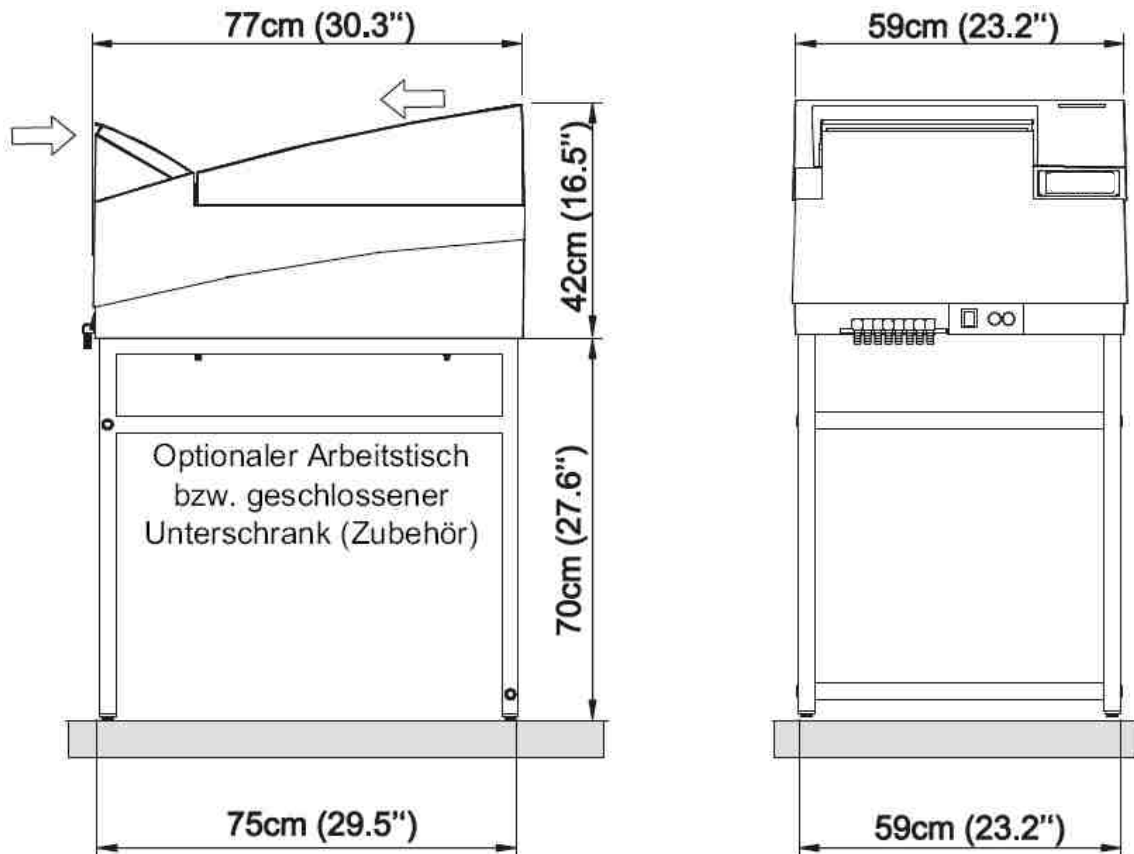 77cm (30.3“)
59cm (23.2“)
42cm (16.5“)
Optionaler Arbeitstisch
bzw. geschlossener
Unterschrank (Zubehör)
70cm (27.6“)
75cm (29.5“)
59cm (23.2“)